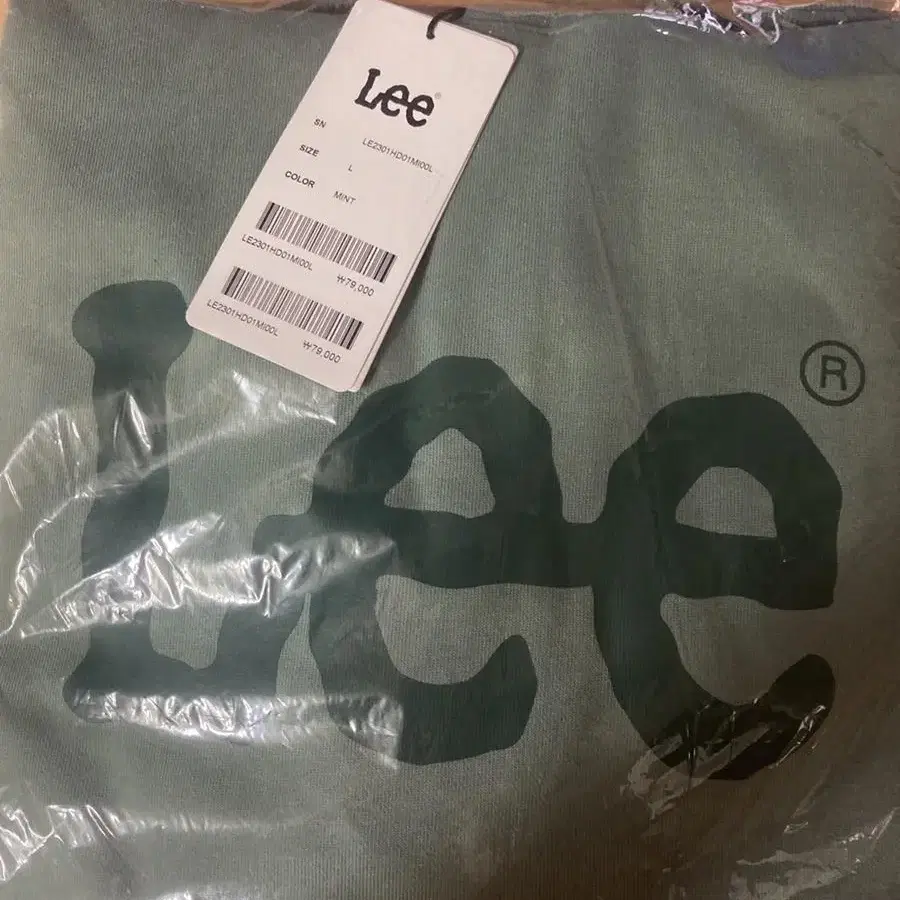 Lee®
SN LE2301HD01MI00L
SIZE L
COLOR MINT
LE2301HD01MI00L
₩79,000
LE2301HD01MI00L
₩79,000
Lee®